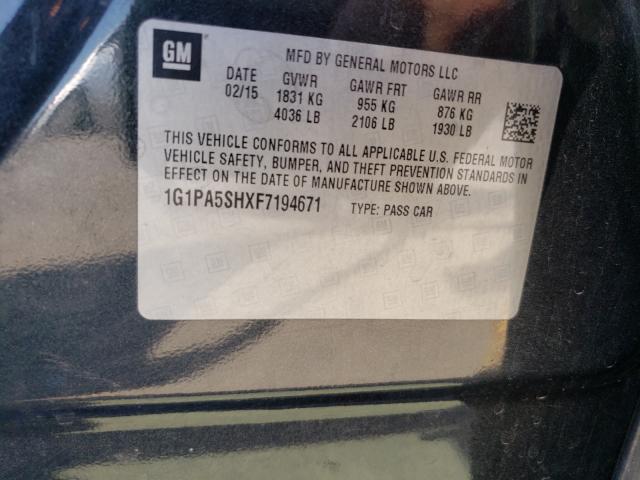 GM
MFD BY GENERAL MOTORS LLC
DATE GVWR GAWR FRT GAWR RR
02/15 1831 KG 955 KG 876 KG
4036 LB 2106 LB 1930 LB
THIS VEHICLE CONFORMS TO ALL APPLICABLE U.S. FEDERAL MOTOR
VEHICLE SAFETY, BUMPER, AND THEFT PREVENTION STANDARDS IN
EFFECT ON THE DATE OF MANUFACTURE SHOWN ABOVE.
1G1PA5SHXF7194671 TYPE: PASS CAR